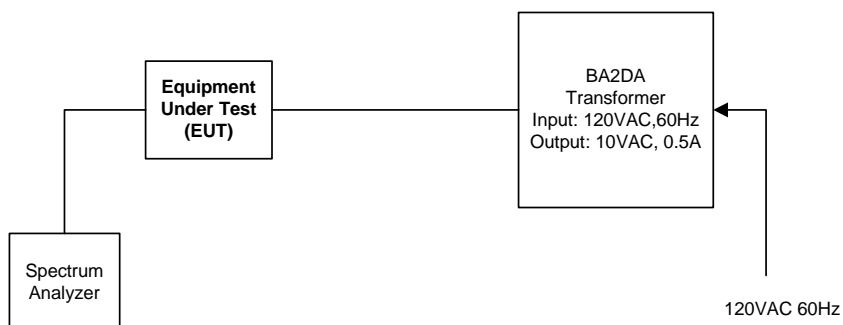 Equipment
Under Test
(EUT)
BA2DA
Transformer
Input: 120VAC,60Hz
Output: 10VAC, 0.5A
Spectrum
Analyzer
120VAC 60Hz